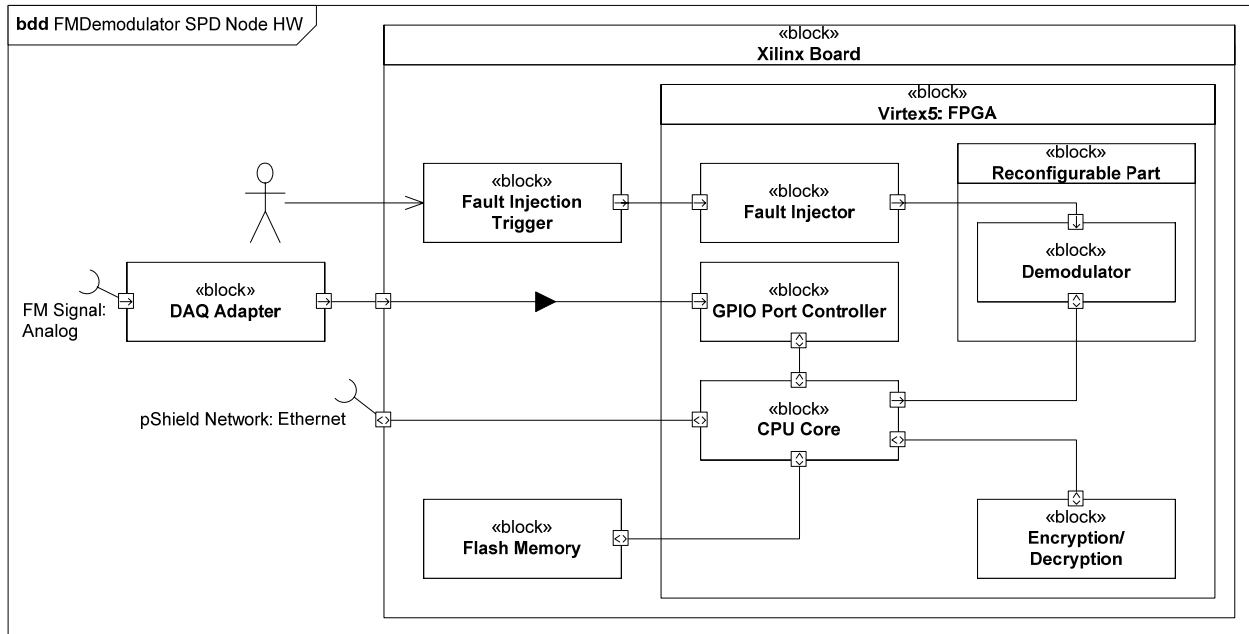 bdd FMDemodulator SPD Node HW
«block»
Xilinx Board
«block»
Virtex5: FPGA
«block»
Reconfigurable Part
«block»
Fault Injection
Trigger
«block»
Fault Injector
«block»
Demodulator
FM Signal:
Analog
«block»
DAQ Adapter
«block»
GPIO Port Controller
pShield Network: Ethernet
«block»
CPU Core
«block»
Flash Memory
«block»
Encryption/
Decryption